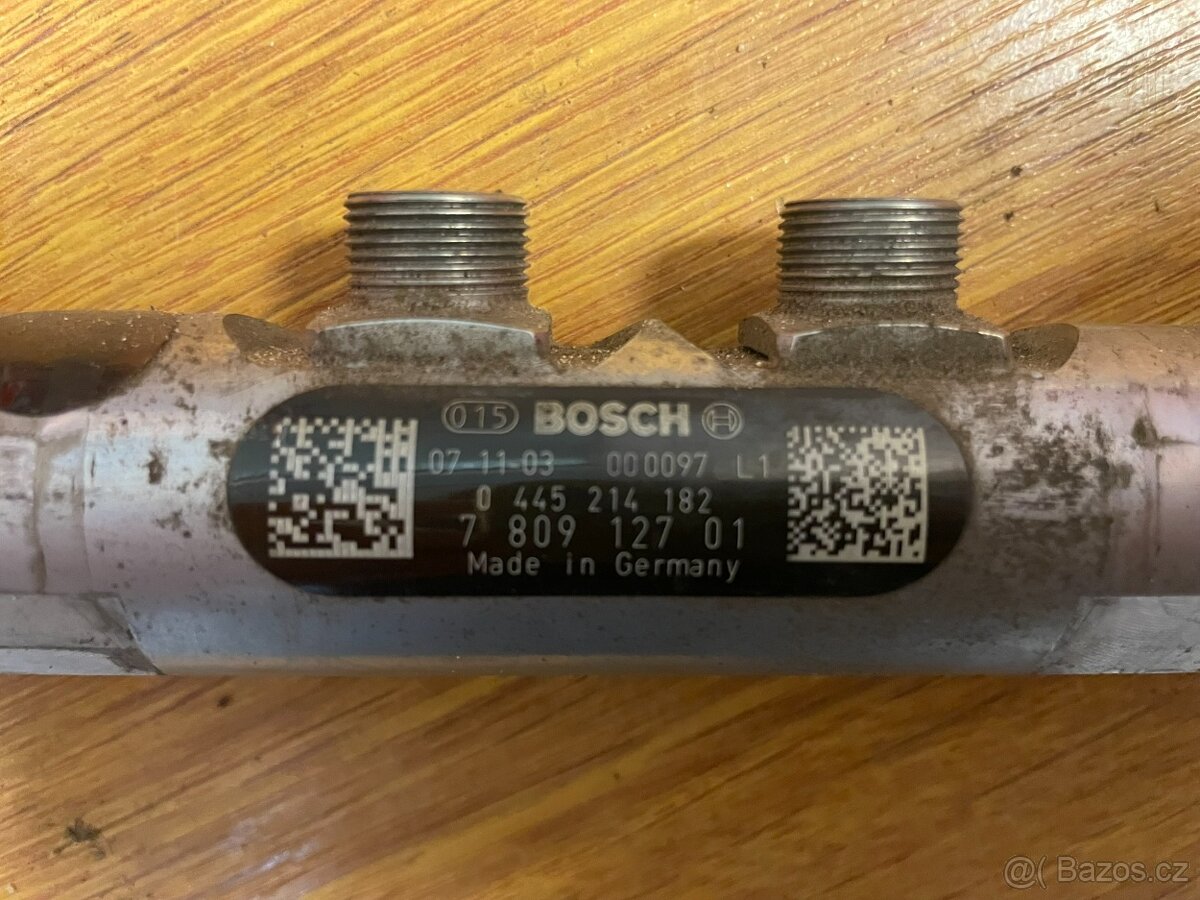 015 BOSCH
07 11-03 000097 L1
0 445 214 182
7 809 127 01
Made in Germany
@( Bazos.cz